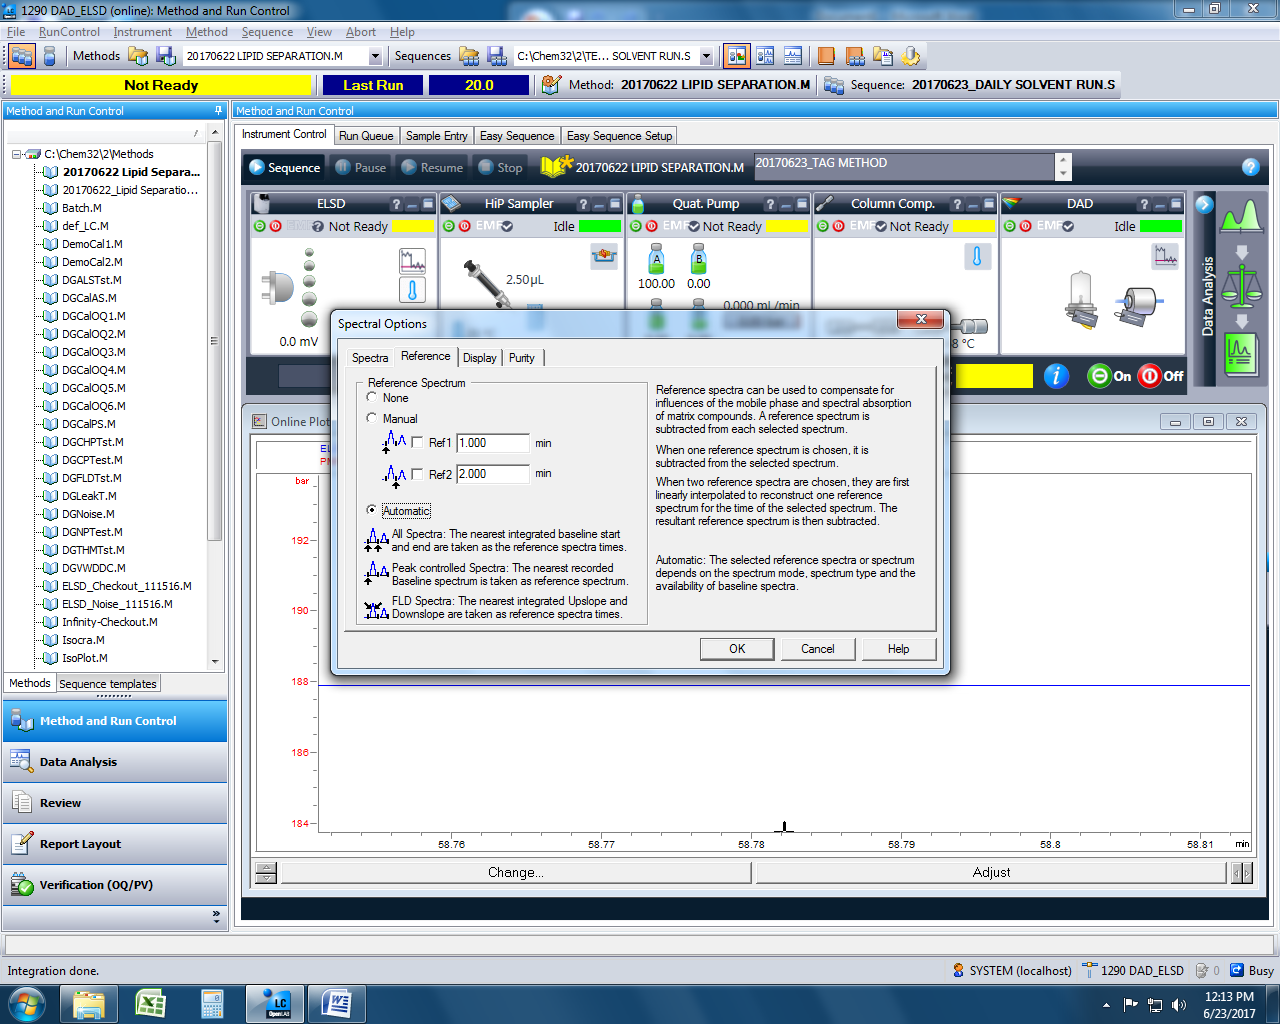 1290 DAD_ELSD (online): Method and Run Control
File RunControl Instrument Method Sequence View Abort Help
Methods 20170622 LIPID SEPARATION.M Sequences C:\Chem32\2\TE... SOLVENT RUN.S
Not Ready Last Run 20.0 Method: 20170622 LIPID SEPARATION.M Sequence: 20170623_DAILY SOLVENT RUN.S
Method and Run Control
C:\Chem32\2\Methods
20170622 Lipid Separa...
20170622_Lipid Separatio...
Batch.M
def_LC.M
DemoCal1.M
DemoCal2.M
DGALSTst.M
DGCalAS.M
DGCalOQ1.M
DGCalOQ2.M
DGCalOQ3.M
DGCalOQ4.M
DGCalOQ5.M
DGCalOQ6.M
DGCalPS.M
DGCHPTst.M
DGCPTest.M
DGFLDTst.M
DGLeakT.M
DGNoise.M
DGNPTest.M
DGTHMTst.M
DGVWDDC.M
ELSD_Checkout_111516.M
ELSD_Noise_111516.M
Infinity-Checkout.M
Isocra.M
IsoPlot.M
Methods Sequence templates
Method and Run Control
Data Analysis
Review
Report Layout
Verification (OQ/PV)
Method and Run Control
Instrument Control Run Queue Sample Entry Easy Sequence Easy Sequence Setup
Sequence Pause Resume Stop 20170622 LIPID SEPARATION.M 20170623_TAG METHOD
ELSD HiP Sampler Quat. Pump Column Comp. DAD
EMF Not Ready EMF Idle EMF Not Ready EMF Not Ready EMF Idle
A B
2.50µL 100.00 0.00
0.000 ml/min
0.0 mV
8 °C
Data Analysis
On Off
Online Plot
Spectral Options
Spectra Reference Display Purity
Reference Spectrum
None
Manual
Ref1 1.000 min
Ref2 2.000 min
Automatic
All Spectra: The nearest integrated baseline start
and end are taken as the reference spectra times.
Peak controlled Spectra: The nearest recorded
Baseline spectrum is taken as reference spectrum.
FLD Spectra: The nearest integrated Upslope and
Downslope are taken as reference spectra times.
Reference spectra can be used to compensate for
influences of the mobile phase and spectral absorption
of matrix compounds. A reference spectrum is
subtracted from each selected spectrum.
When one reference spectrum is chosen, it is
subtracted from the selected spectrum.
When two reference spectra are chosen, they are first
linearly interpolated to reconstruct one reference
spectrum for the time of the selected spectrum. The
resultant reference spectrum is then subtracted.
Automatic: The selected reference spectra or spectrum
depends on the spectrum mode, spectrum type and the
availability of baseline spectra.
OK Cancel Help
bar
192
190
188
186
184
58.76 58.77 58.78 58.79 58.8 58.81 min
Change... Adjust
Integration done. SYSTEM (localhost) 1290 DAD_ELSD 0 Busy
LC
OpenLAB
12:13 PM
6/23/2017